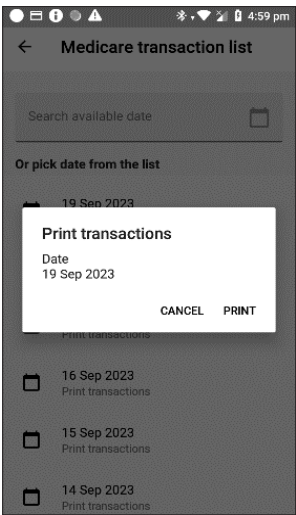 4:59 pm
Medicare transaction list
Search available date
Or pick date from the list
19 Sep 2023
Print transactions
Date
19 Sep 2023
CANCEL PRINT
Print transactions
16 Sep 2023
Print transactions
15 Sep 2023
Print transactions
14 Sep 2023
Print transactions